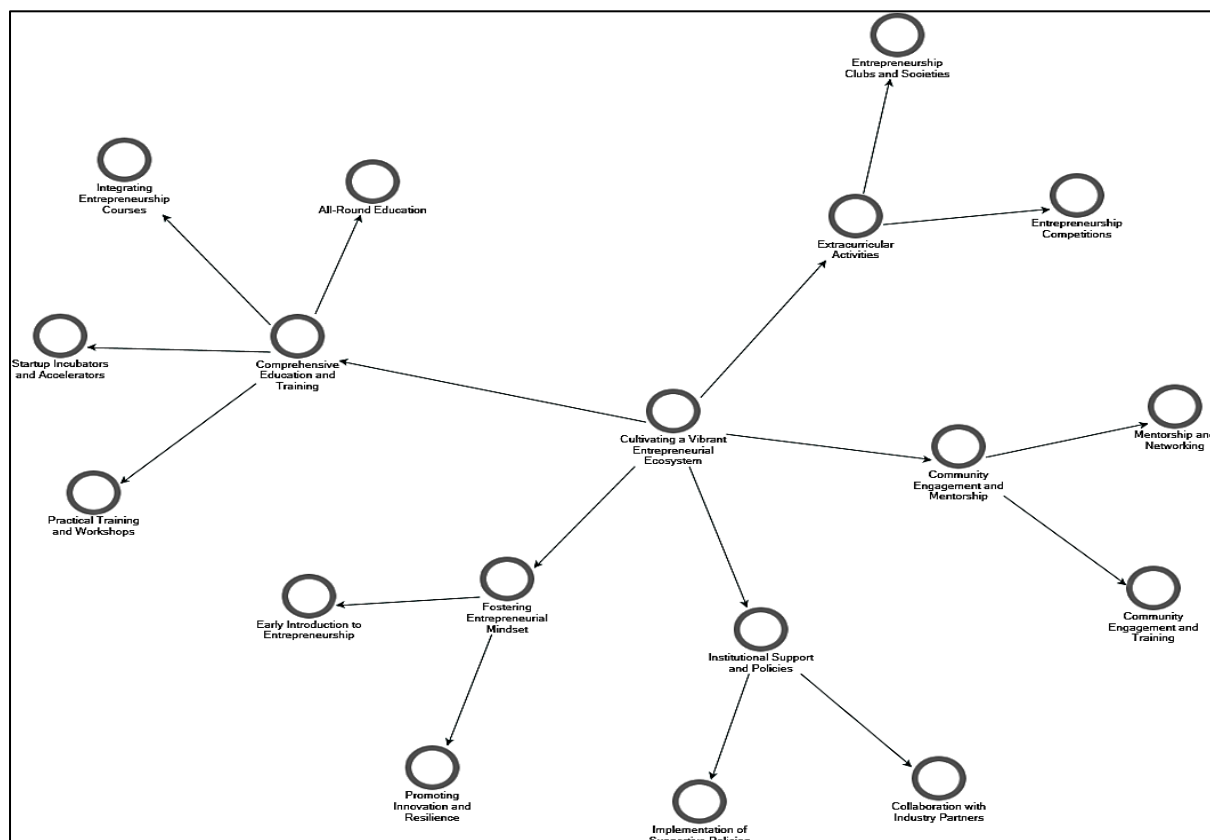 Entrepreneurship
Clubs and Societies
Integrating
Entrepreneurship
Courses
All-Round Education
Entrepreneurship
Competitions
Extracurricular
Activities
Startup Incubators
and Accelerators
Comprehensive
Education and
Training
Cultivating a Vibrant
Entrepreneurial
Ecosystem
Mentorship and
Networking
Community
Engagement and
Mentorship
Practical Training
and Workshops
Early Introduction to
Entrepreneurship
Fostering
Entrepreneurial
Mindset
Community
Engagement and
Training
Institutional Support
and Policies
Promoting
Innovation and
Resilience
Implementation of
Supportive Policies
Collaboration with
Industry Partners